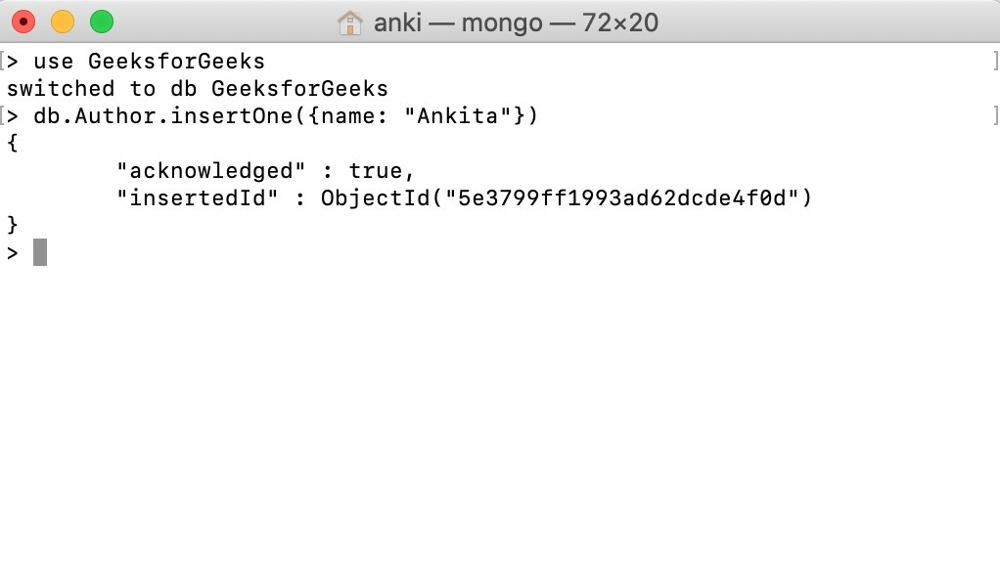 anki — mongo — 72×20
[> use GeeksforGeeks ]
switched to db GeeksforGeeks
[> db.Author.insertOne({name: "Ankita"}) ]
{
        "acknowledged" : true,
        "insertedId" : ObjectId("5e3799ff1993ad62dcde4f0d")
}
>